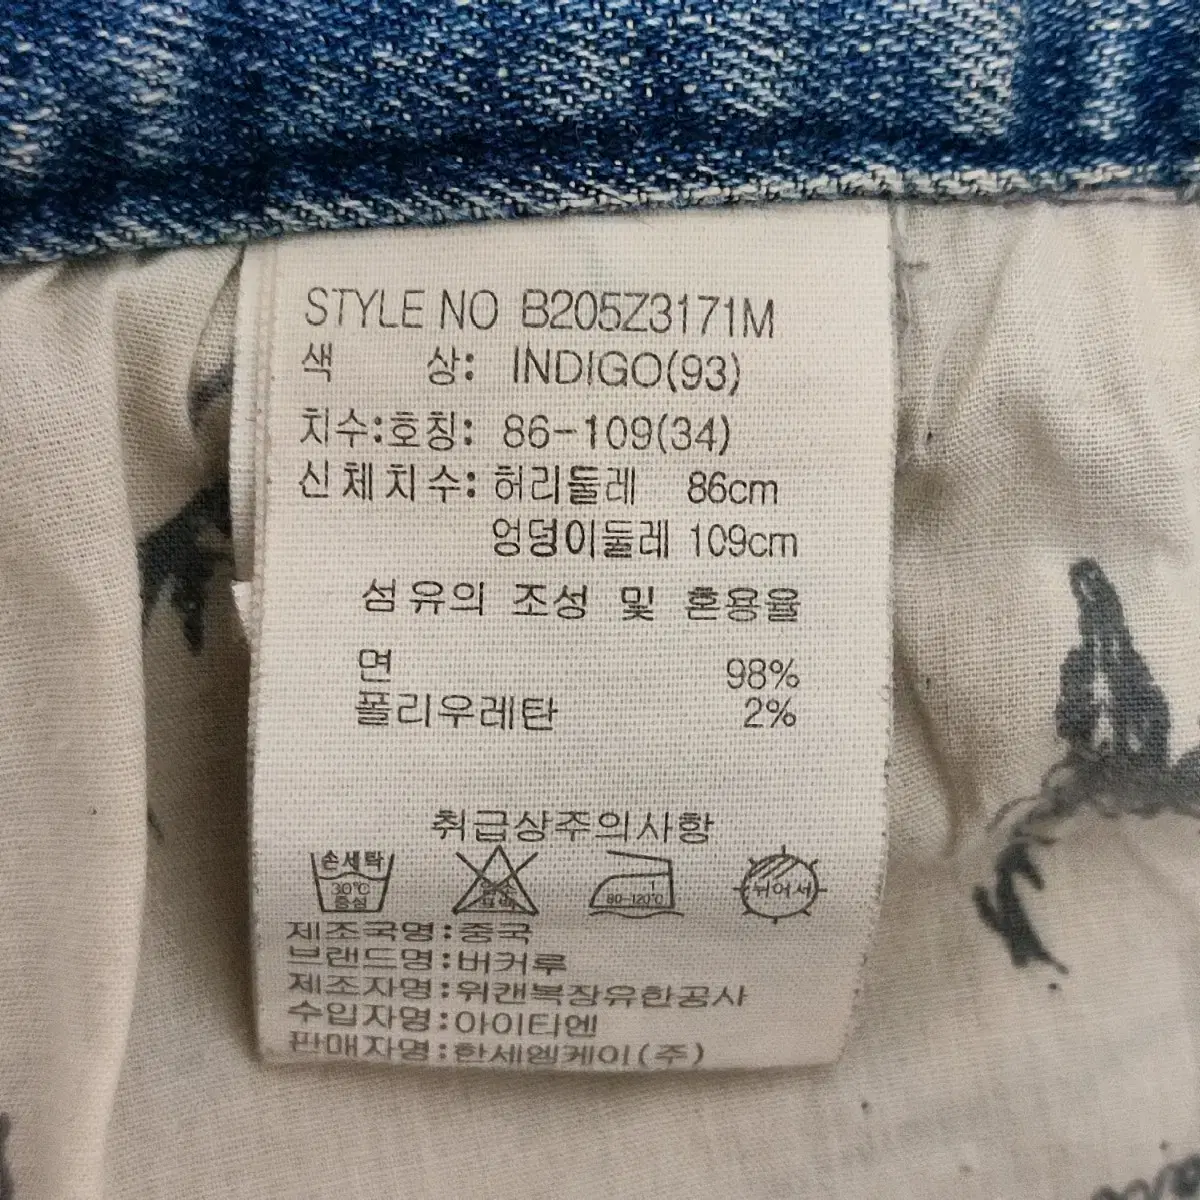 STYLE NO B205Z3171M
색 상: INDIGO(93)
치수:호칭: 86-109(34)
신체치수: 허리둘레 86cm
엉덩이둘레 109cm
섬유의 조성 및 혼용율
면 98%
폴리우레탄 2%
취급상주의사항
손세탁
30℃
중성
염소
표백
80-120℃
뉘어서
제조국명:중국
브랜드명:버커루
제조자명:위캔복장유한공사
수입자명:아이티엔
판매자명:한세엠케이(주)